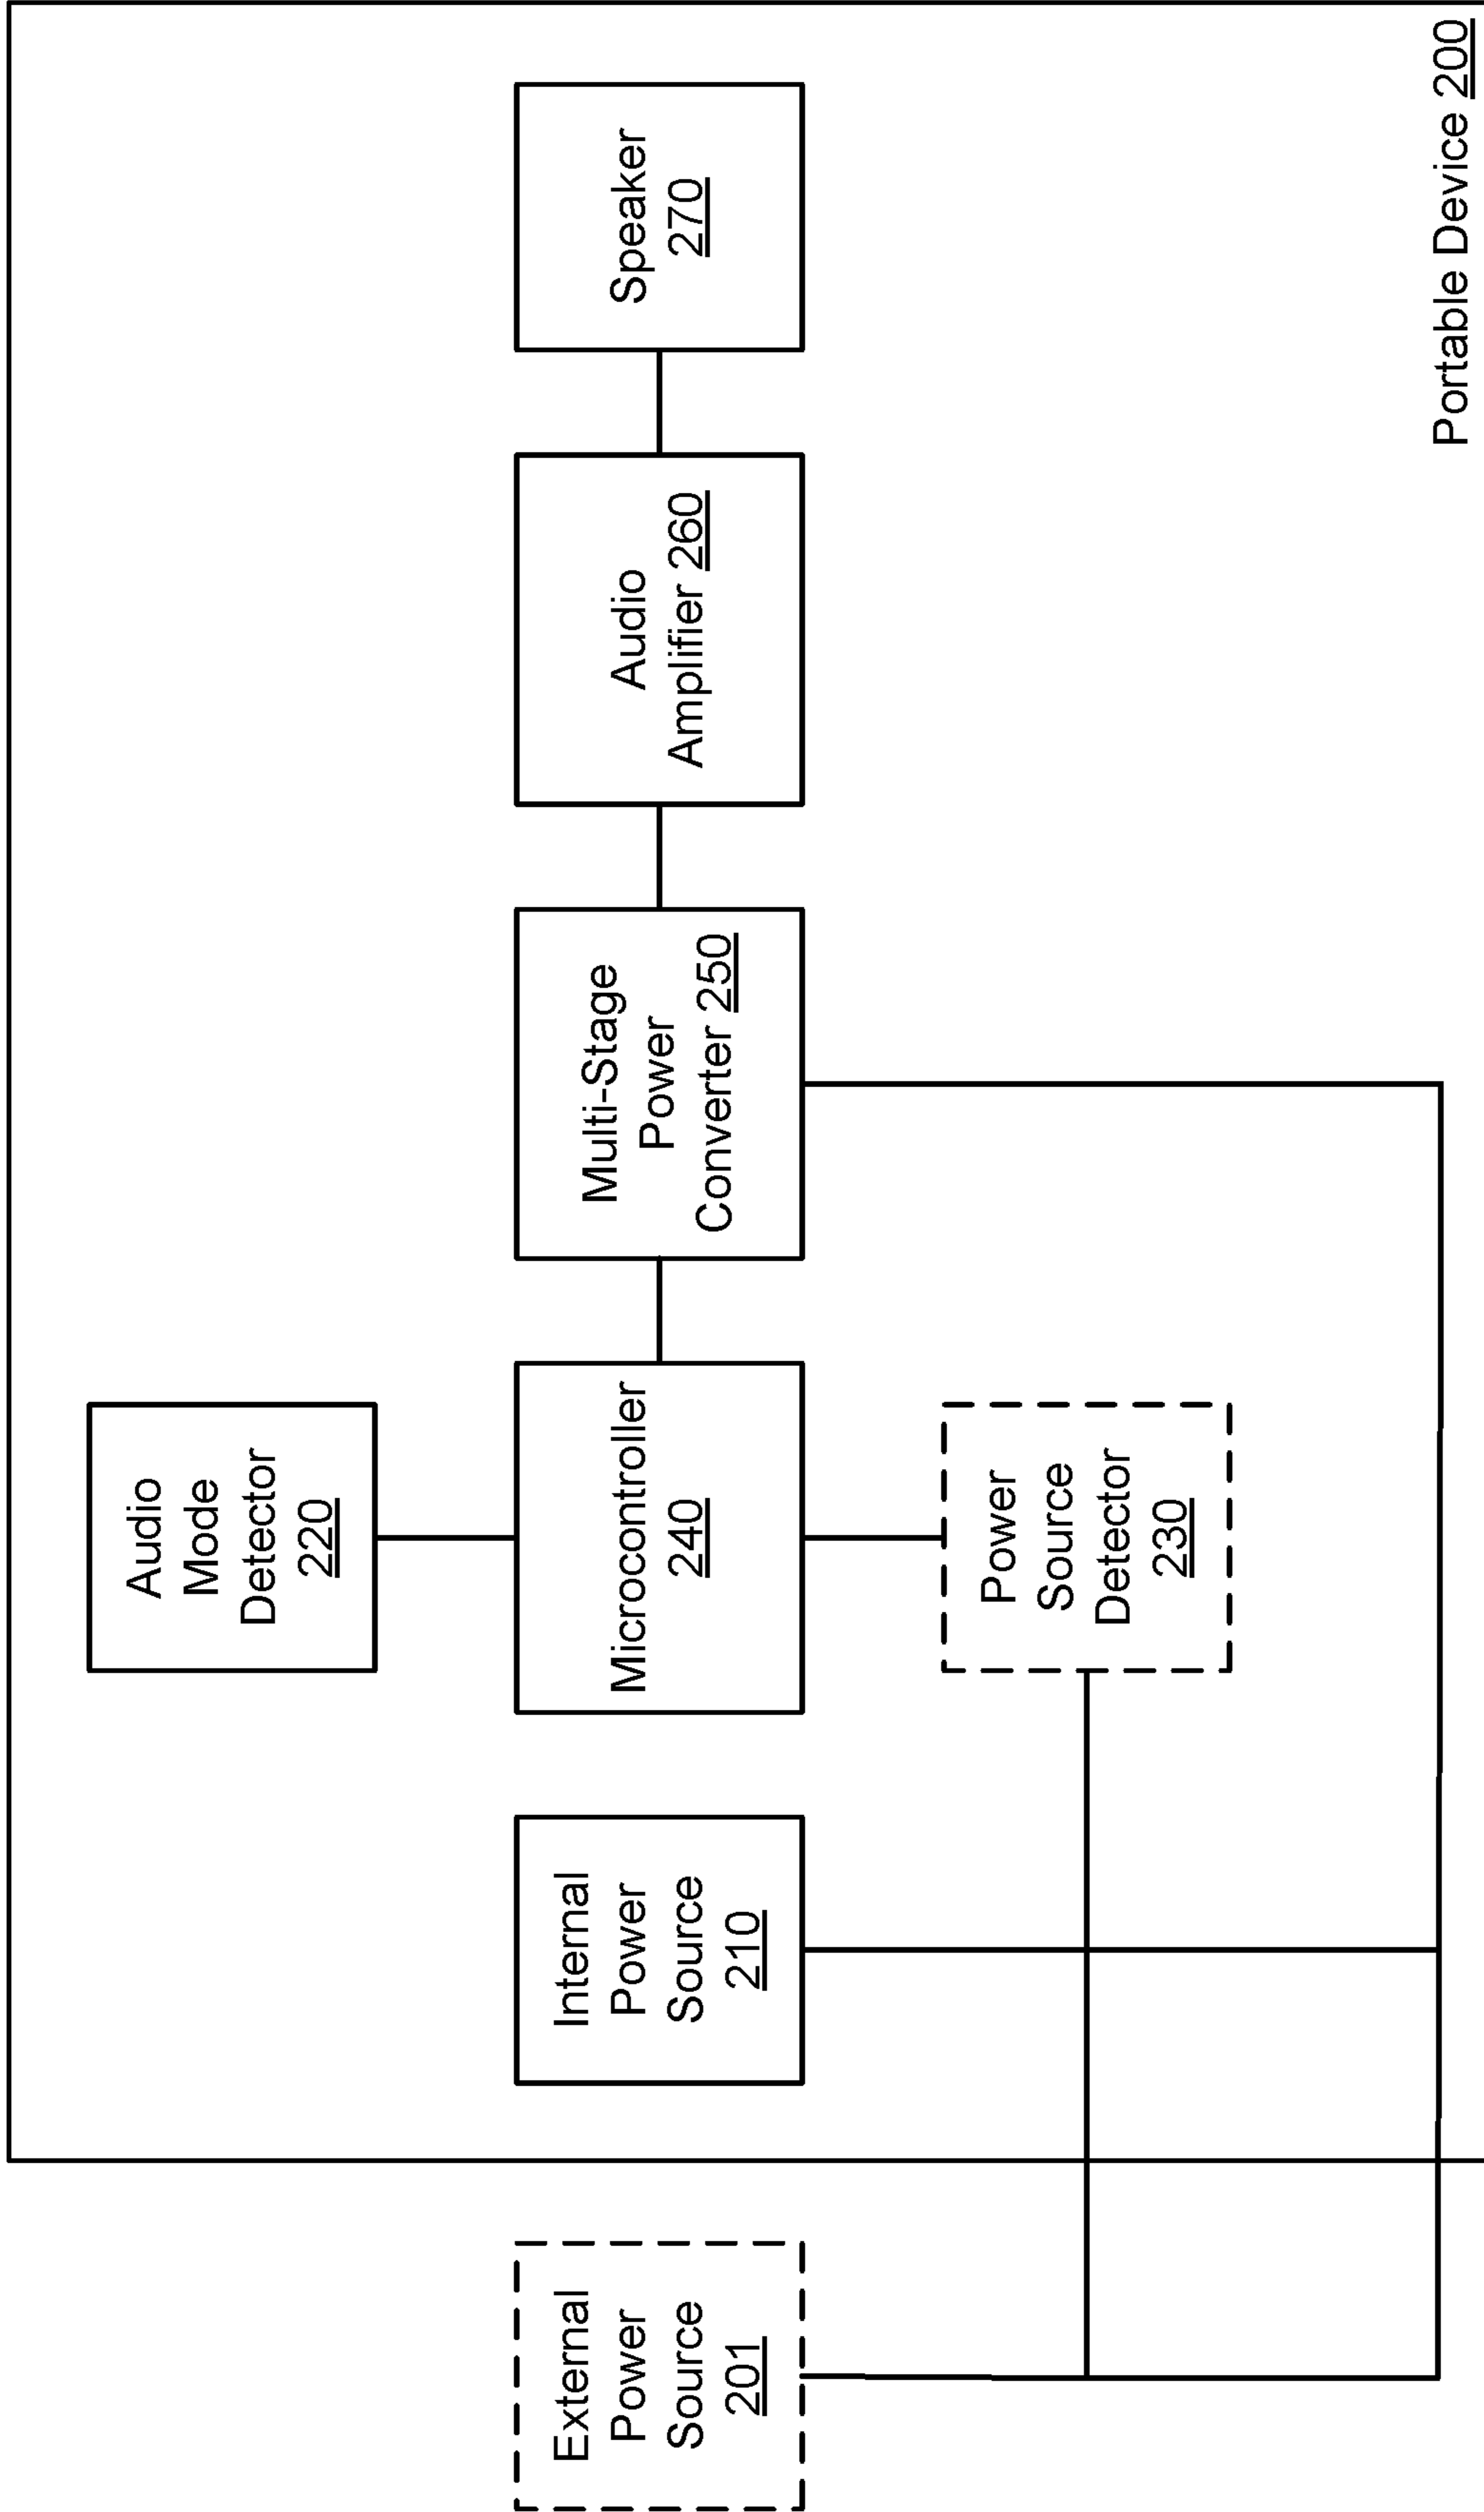 Audio
Mode
Detector
220
External
Power
Source
201
Internal
Power
Source
210
Microcontroller
240
Multi-Stage
Power
Converter 250
Audio
Amplifier 260
Speaker
270
Power
Source
Detector
230
Portable Device 200